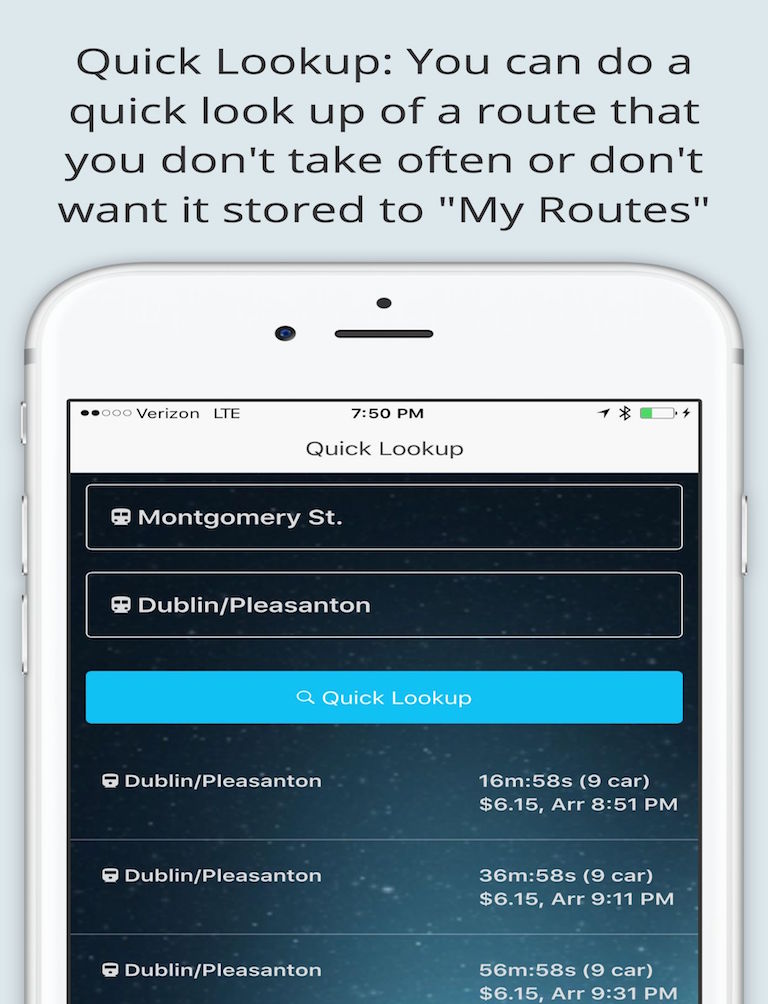 Quick Lookup: You can do a
quick look up of a route that
you don't take often or don't
want it stored to "My Routes"
Verizon LTE 7:50 PM
Quick Lookup
Montgomery St.
Dublin/Pleasanton
Quick Lookup
Dublin/Pleasanton 16m:58s (9 car)
$6.15, Arr 8:51 PM
Dublin/Pleasanton 36m:58s (9 car)
$6.15, Arr 9:11 PM
Dublin/Pleasanton 56m:58s (9 car)
$6.15, Arr 9:31 PM